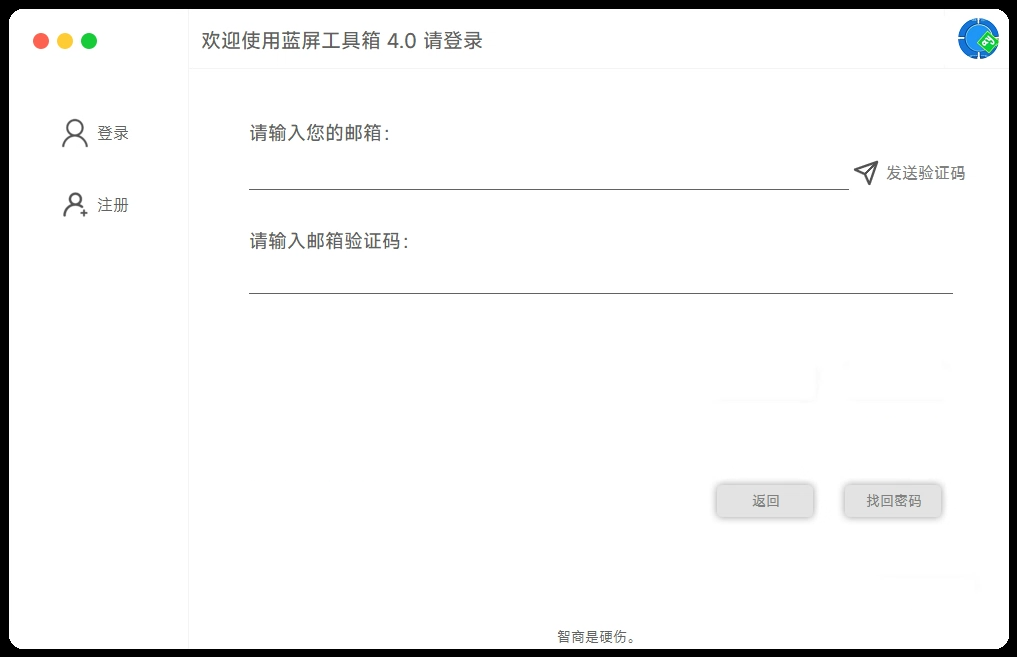 欢迎使用蓝屏工具箱 4.0 请登录
登录
注册
请输入您的邮箱：
发送验证码
请输入邮箱验证码：
返回
找回密码
智商是硬伤。